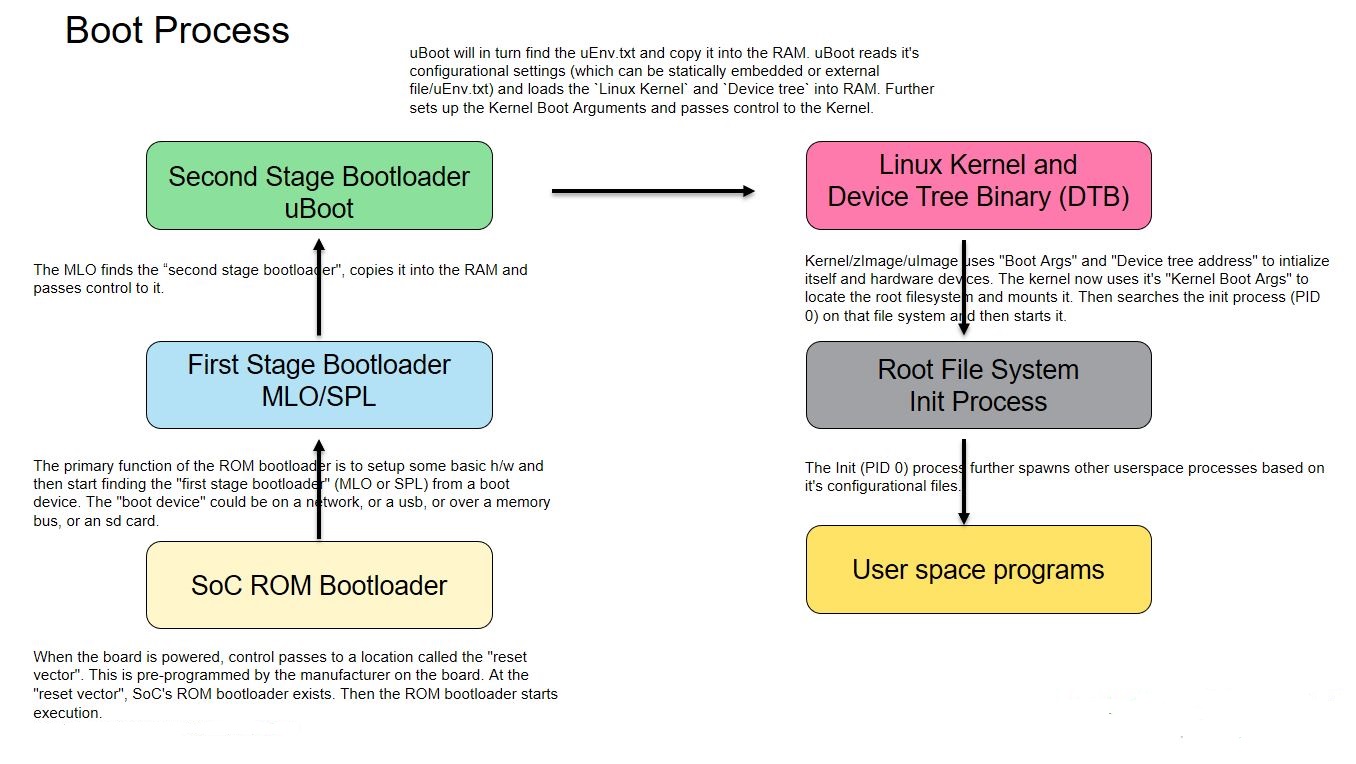 Boot Process
uBoot will in turn find the uEnv.txt and copy it into the RAM. uBoot reads it's
configurational settings (which can be statically embedded or external
file/uEnv.txt) and loads the `Linux Kernel` and `Device tree` into RAM. Further
sets up the Kernel Boot Arguments and passes control to the Kernel.
Second Stage Bootloader
uBoot
The MLO finds the “second stage bootloader", copies it into the RAM and
passes control to it.
First Stage Bootloader
MLO/SPL
The primary function of the ROM bootloader is to setup some basic h/w and
then start finding the "first stage bootloader" (MLO or SPL) from a boot
device. The "boot device" could be on a network, or a usb, or over a memory
bus, or an sd card.
SoC ROM Bootloader
When the board is powered, control passes to a location called the "reset
vector". This is pre-programmed by the manufacturer on the board. At the
"reset vector", SoC's ROM bootloader exists. Then the ROM bootloader starts
execution.
Linux Kernel and
Device Tree Binary (DTB)
Kernel/zImage/uImage uses "Boot Args" and "Device tree address" to intialize
itself and hardware devices. The kernel now uses it's "Kernel Boot Args" to
locate the root filesystem and mounts it. Then searches the init process (PID
0) on that file system and then starts it.
Root File System
Init Process
The Init (PID 0) process further spawns other userspace processes based on
it's configurational files.
User space programs